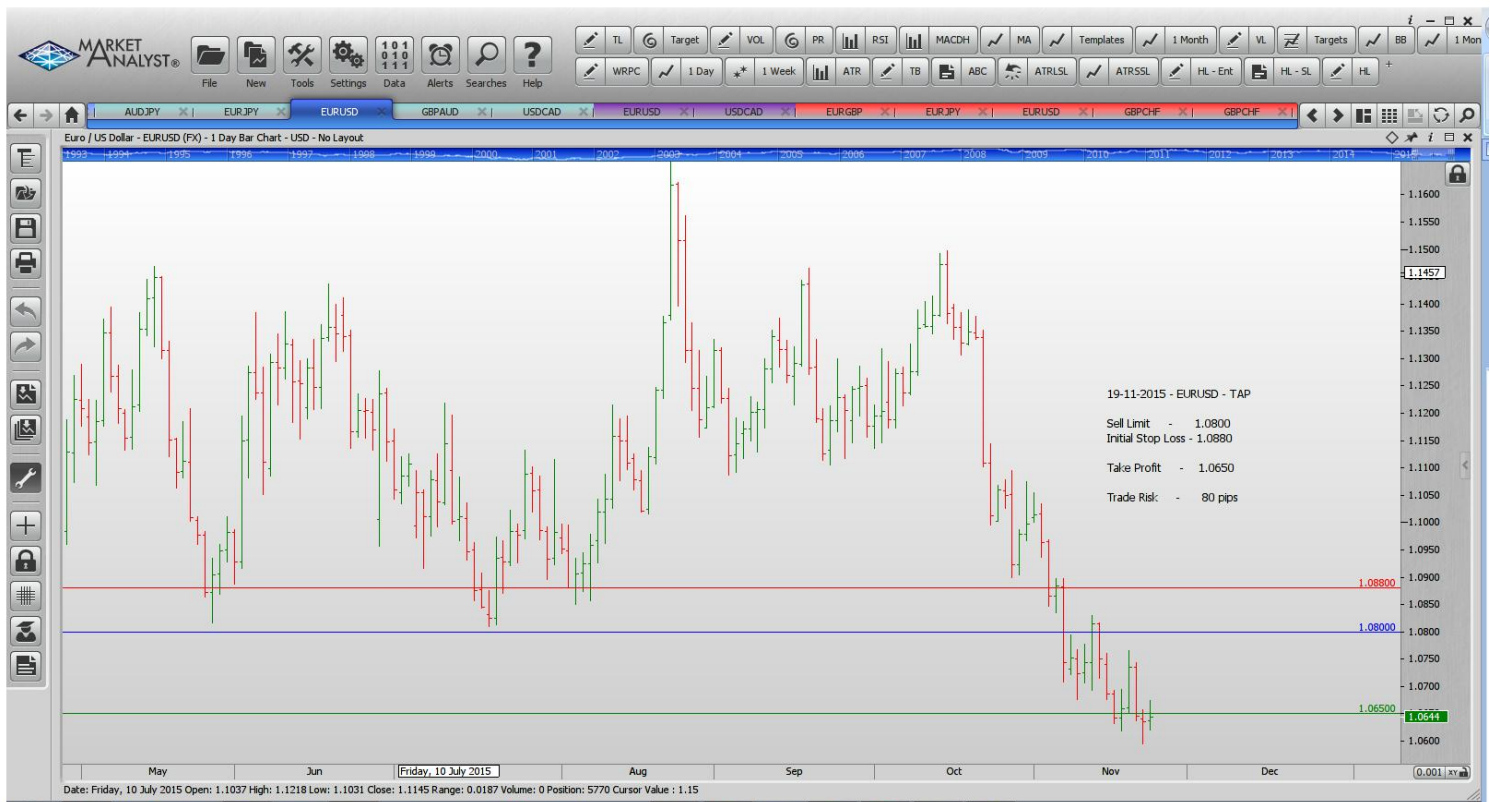 i
MARKET
ANALYST®
101
010
111
?
File New Tools Settings Data Alerts Searches Help
TL Target VOL PR RSI MACDH MA Templates 1 Month VL Targets BB 1 Mon
WRPC 1 Day 1 Week ATR TB ABC ATRLSL ATRSSL HL - Ent HL - SL HL +
AUDJPY EURJPY EURUSD GBPAUD USDCAD EURUSD USDCAD EURGBP EURJPY EURUSD GBPCHF GBPCHF
Euro / US Dollar - EURUSD (FX) - 1 Day Bar Chart - USD - No Layout
1993 1994 1995 1996 1997 1998 1999 2000 2001 2002 2003 2004 2005 2006 2007 2008 2009 2010 2011 2012 2013 2014 2015
1.1600
1.1550
1.1500
1.1457
1.1400
1.1350
1.1300
1.1250
1.1200
1.1150
1.1100
1.1050
1.1000
1.0950
1.0900
1.0850
1.0800
1.0750
1.0700
1.0644
1.0600
19-11-2015 - EURUSD - TAP
Sell Limit - 1.0800
Initial Stop Loss - 1.0880
Take Profit - 1.0650
Trade Risk - 80 pips
1.08800
1.08000
1.06500
May Jun Friday, 10 July 2015 Aug Sep Oct Nov Dec
0.001 XY
Date: Friday, 10 July 2015 Open: 1.1037 High: 1.1218 Low: 1.1031 Close: 1.1145 Range: 0.0187 Volume: 0 Position: 5770 Cursor Value : 1.15